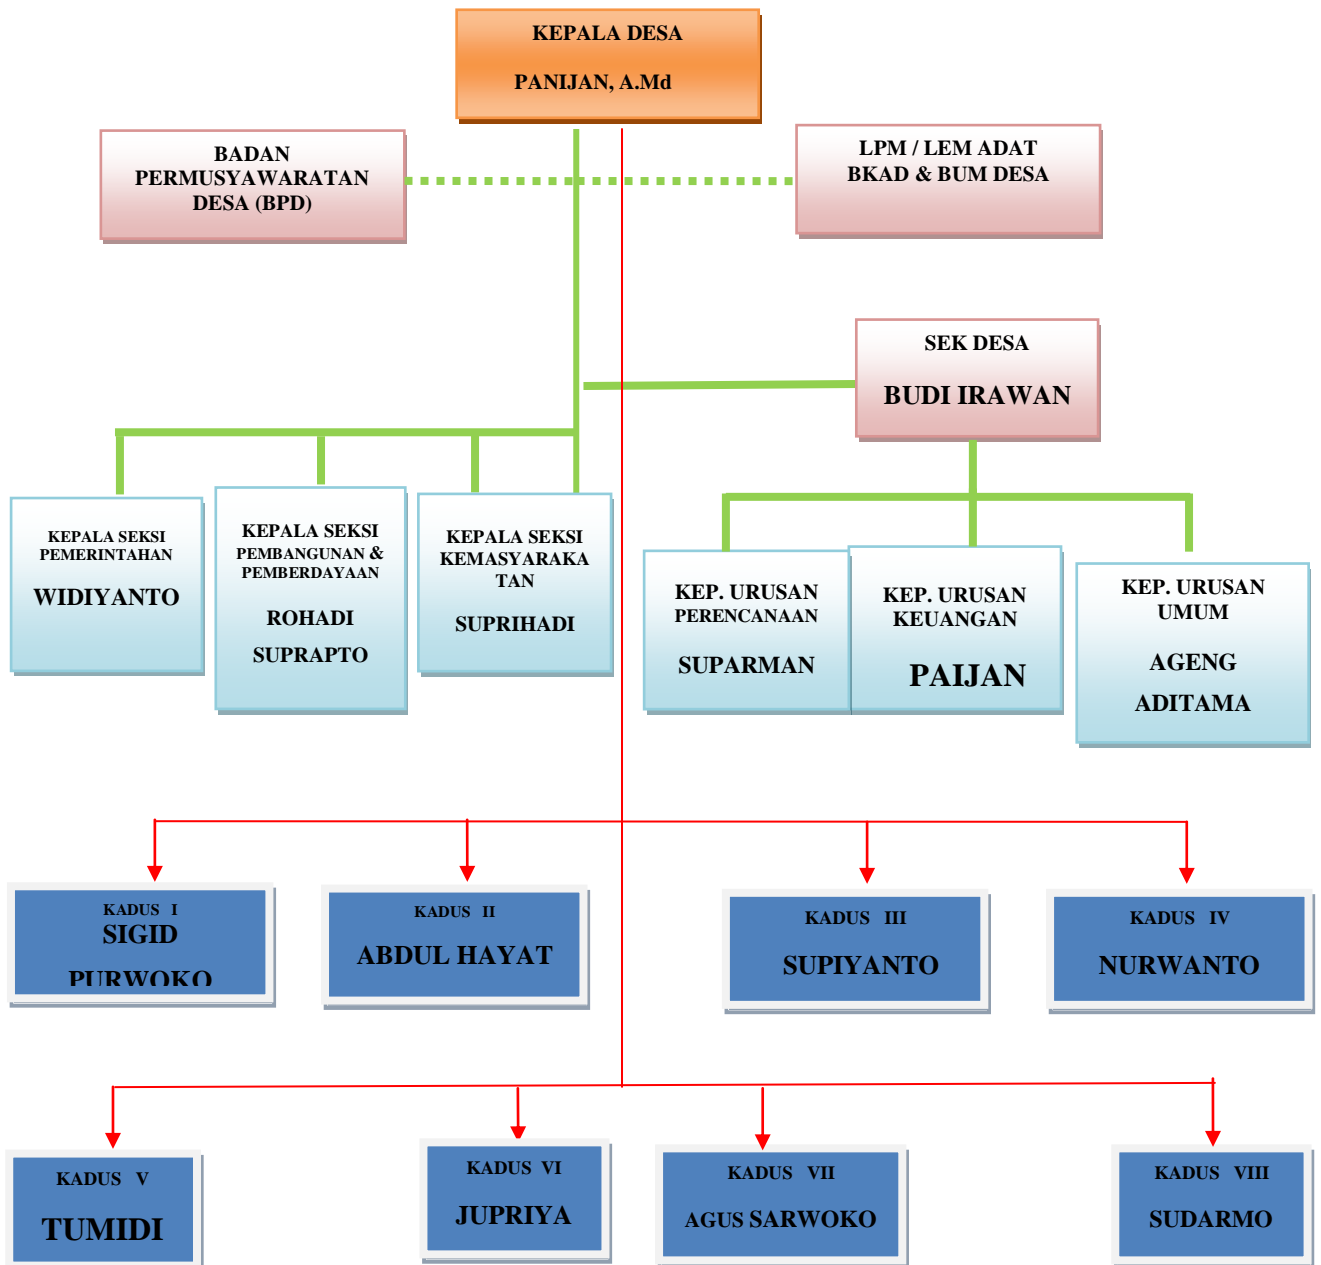 KEPALA DESA
PANIJAN, A.Md
BADAN
PERMUSYAWARATAN
DESA (BPD)
LPM / LEM ADAT
BKAD & BUM DESA
SEK DESA
BUDI IRAWAN
KEPALA SEKSI
PEMERINTAHAN
WIDIYANTO
KEPALA SEKSI
PEMBANGUNAN &
PEMBERDAYAAN
ROHADI
SUPRAPTO
KEPALA SEKSI
KEMASYARAKA
TAN
SUPRIHADI
KEP. URUSAN
PERENCANAAN
SUPARMAN
KEP. URUSAN
KEUANGAN
PAIJAN
KEP. URUSAN
UMUM
AGENG
ADITAMA
KADUS I
SIGID
PURWOKO
KADUS II
ABDUL HAYAT
KADUS III
SUPIYANTO
KADUS IV
NURWANTO
KADUS V
TUMIDI
KADUS VI
JUPRIYA
KADUS VII
AGUS SARWOKO
KADUS VIII
SUDARMO